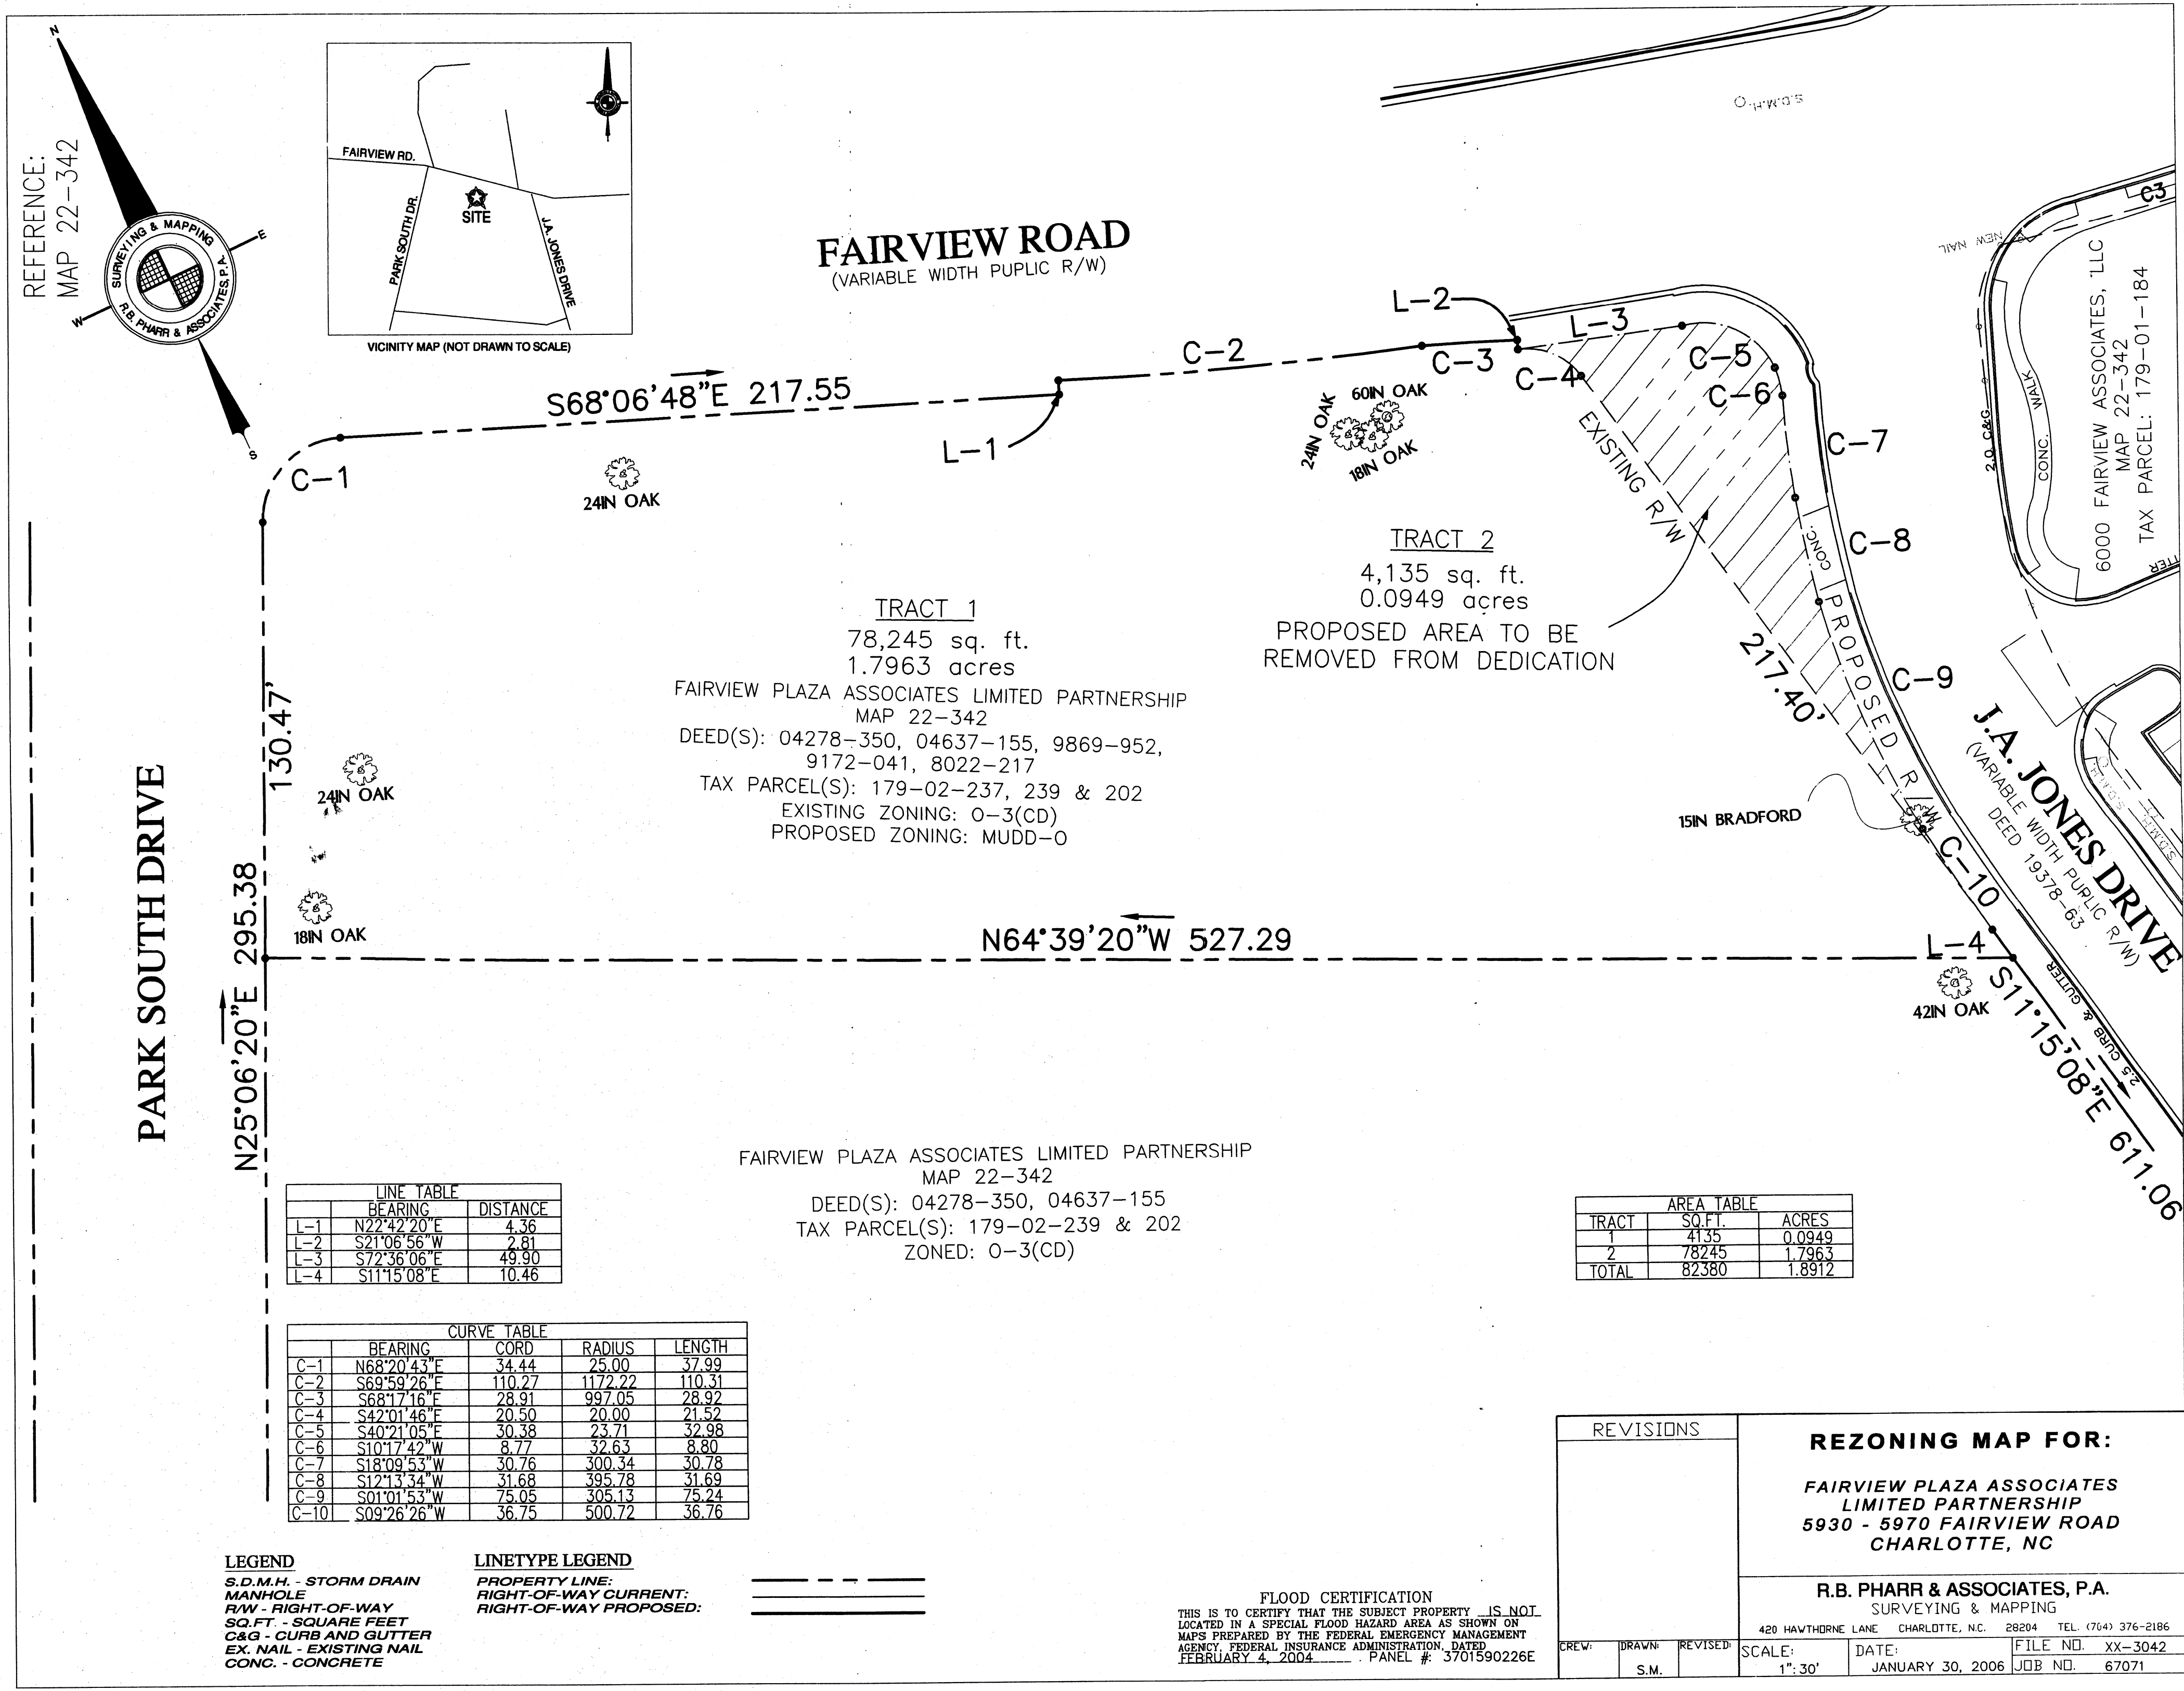 REFERENCE:
MAP 22-342
N
E
W
S
SURVEYING & MAPPING
R.B. PHARR & ASSOCIATES, P.A.
FAIRVIEW RD.
PARK SOUTH DR.
SITE
J.A. JONES DRIVE
VICINITY MAP (NOT DRAWN TO SCALE)
FAIRVIEW ROAD
(VARIABLE WIDTH PUPLIC R/W)
S.D.M.H.
S68°06'48"E 217.55
L-1
C-1
C-2
C-3
L-2
L-3
C-4
C-5
C-6
C-7
C-8
C-9
C-10
L-4
24IN OAK
24IN OAK
60IN OAK
18IN OAK
EXISTING R/W
217.40'
CONC.
PROPOSED R/W
NEW NAIL
C3
2.0 C&G
CONC. WALK
6000 FAIRVIEW ASSOCIATES, LLC
MAP 22-342
TAX PARCEL: 179-01-184
TRACT 1
78,245 sq. ft.
1.7963 acres
FAIRVIEW PLAZA ASSOCIATES LIMITED PARTNERSHIP
MAP 22-342
DEED(S): 04278-350, 04637-155, 9869-952,
9172-041, 8022-217
TAX PARCEL(S): 179-02-237, 239 & 202
EXISTING ZONING: O-3(CD)
PROPOSED ZONING: MUDD-O
TRACT 2
4,135 sq. ft.
0.0949 acres
PROPOSED AREA TO BE
REMOVED FROM DEDICATION
PARK SOUTH DRIVE
130.47'
N25°06'20"E 295.38
24IN OAK
18IN OAK
15IN BRADFORD
J.A. JONES DRIVE
(VARIABLE WIDTH PUPLIC R/W)
DEED 19378-63
S.D.M.H.
N64°39'20"W 527.29
42IN OAK
S11°15'08"E 611.06
2.5 CURB & GUTTER
FAIRVIEW PLAZA ASSOCIATES LIMITED PARTNERSHIP
MAP 22-342
DEED(S): 04278-350, 04637-155
TAX PARCEL(S): 179-02-239 & 202
ZONED: O-3(CD)
LINE TABLE
BEARING DISTANCE
L-1 N22°42'20"E 4.36
L-2 S21°06'56"W 2.81
L-3 S72°36'06"E 49.90
L-4 S11°15'08"E 10.46
AREA TABLE
TRACT SQ.FT. ACRES
1 4135 0.0949
2 78245 1.7963
TOTAL 82380 1.8912
CURVE TABLE
BEARING CORD RADIUS LENGTH
C-1 N68°20'43"E 34.44 25.00 37.99
C-2 S69°59'26"E 110.27 1172.22 110.31
C-3 S68°17'16"E 28.91 997.05 28.92
C-4 S42°01'46"E 20.50 20.00 21.52
C-5 S40°21'05"E 30.38 23.71 32.98
C-6 S10°17'42"W 8.77 32.63 8.80
C-7 S18°09'53"W 30.76 300.34 30.78
C-8 S12°13'34"W 31.68 395.78 31.69
C-9 S01°01'53"W 75.05 305.13 75.24
C-10 S09°26'26"W 36.75 500.72 36.76
LEGEND
S.D.M.H. - STORM DRAIN
MANHOLE
R/W - RIGHT-OF-WAY
SQ.FT. - SQUARE FEET
C&G - CURB AND GUTTER
EX. NAIL - EXISTING NAIL
CONC. - CONCRETE
LINETYPE LEGEND
PROPERTY LINE:
RIGHT-OF-WAY CURRENT:
RIGHT-OF-WAY PROPOSED:
FLOOD CERTIFICATION
THIS IS TO CERTIFY THAT THE SUBJECT PROPERTY IS NOT
LOCATED IN A SPECIAL FLOOD HAZARD AREA AS SHOWN ON
MAPS PREPARED BY THE FEDERAL EMERGENCY MANAGEMENT
AGENCY, FEDERAL INSURANCE ADMINISTRATION, DATED
FEBRUARY 4, 2004 . PANEL #: 3701590226E
REVISIONS
CREW: DRAWN: REVISED:
S.M.
REZONING MAP FOR:
FAIRVIEW PLAZA ASSOCIATES
LIMITED PARTNERSHIP
5930 - 5970 FAIRVIEW ROAD
CHARLOTTE, NC
R.B. PHARR & ASSOCIATES, P.A.
SURVEYING & MAPPING
420 HAWTHORNE LANE CHARLOTTE, N.C. 28204 TEL. (704) 376-2186
SCALE: DATE: FILE NO. XX-3042
1":30' JANUARY 30, 2006 JOB NO. 67071